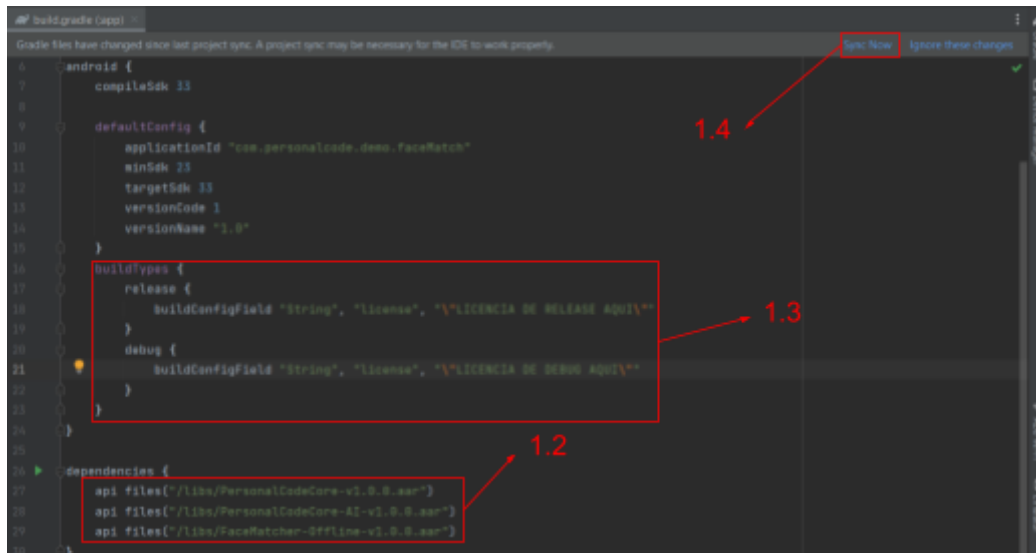 build.gradle (app)
Gradle files have changed since last project sync. A project sync may be necessary for the IDE to work properly.
Sync Now
Ignore these changes
6 android {
7 compileSdk 33
8
9 defaultConfig {
1.4
10 applicationId "com.personalcode.demo.faceMatch"
11 minSdk 23
12 targetSdk 33
13 versionCode 1
14 versionName "1.0"
15 }
16 buildTypes {
17 release {
18 buildConfigField "String", "license", "\"LICENCIA DE RELEASE AQUI\""
1.3
19 }
20 debug {
21 buildConfigField "String", "license", "\"LICENCIA DE DEBUG AQUI\""
22 }
23 }
24 }
25
1.2
26 dependencies {
27 api files("/libs/PersonalCodeCore-v1.0.0.aar")
28 api files("/libs/PersonalCodeCore-AI-v1.0.0.aar")
29 api files("/libs/FaceMatcher-Offline-v1.0.0.aar")
30 }